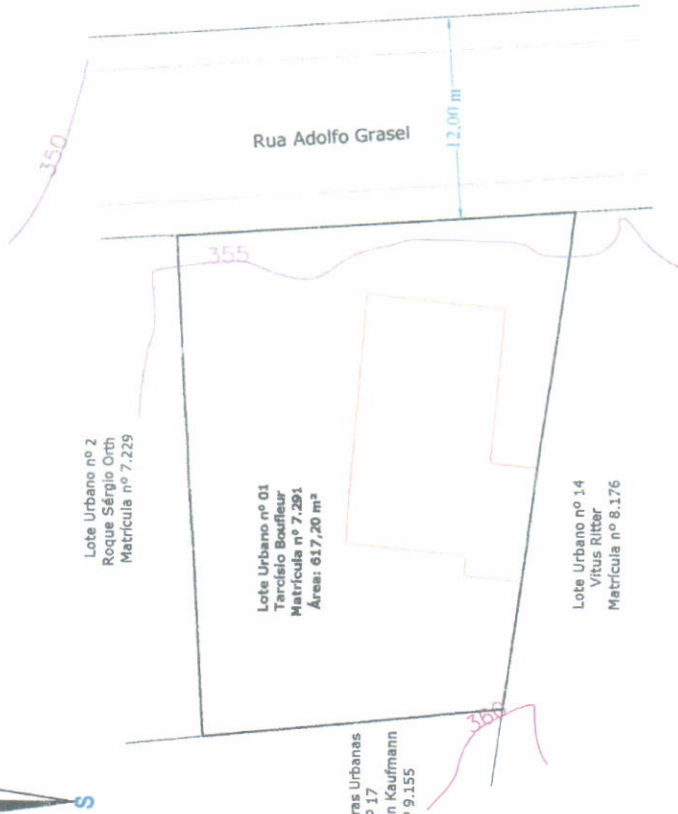 350
Rua Adolfo Grasel
12,00 m
355
Lote Urbano nº 2
Roque Sérgio Orth
Matrícula nº 7.229
Lote Urbano nº 01
Tarcísio Boufleur
Matrícula nº 7.291
Área: 617,20 m²
Lote Urbano nº 14
Vitus Ritter
Matrícula nº 8.176
360
ras Urbanas
º 17
n Kaufmann
º 9.155
S